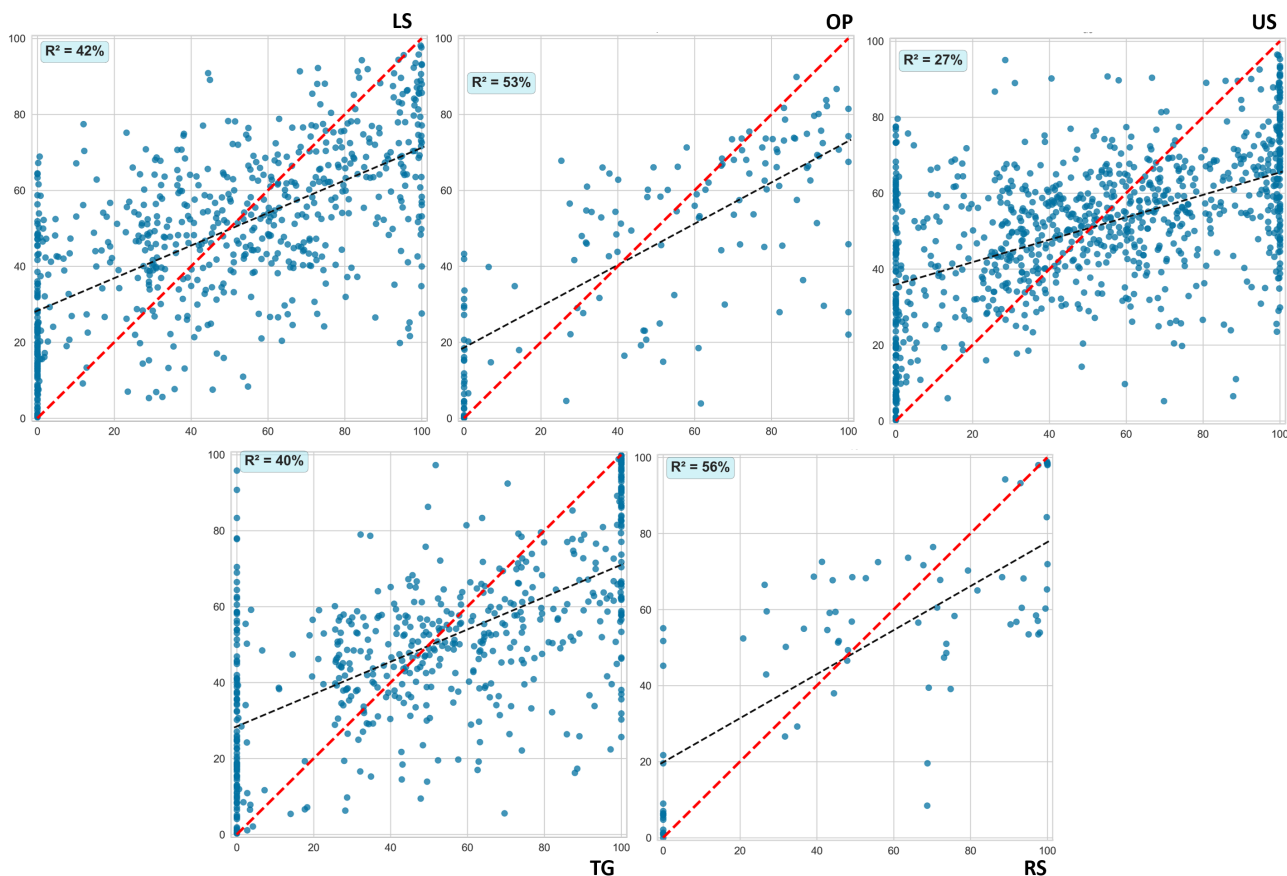 LS OP US
R² = 42%
R² = 53%
R² = 27%
100 100 100
80 80 80
60 60 60
40 40 40
20 20 20
0 0 0
0 20 40 60 80 100 0 20 40 60 80 100 0 20 40 60 80 100
R² = 40%
R² = 56%
100 100
80 80
60 60
40 40
20 20
0 0
0 20 40 60 80 100 0 20 40 60 80 100
TG RS